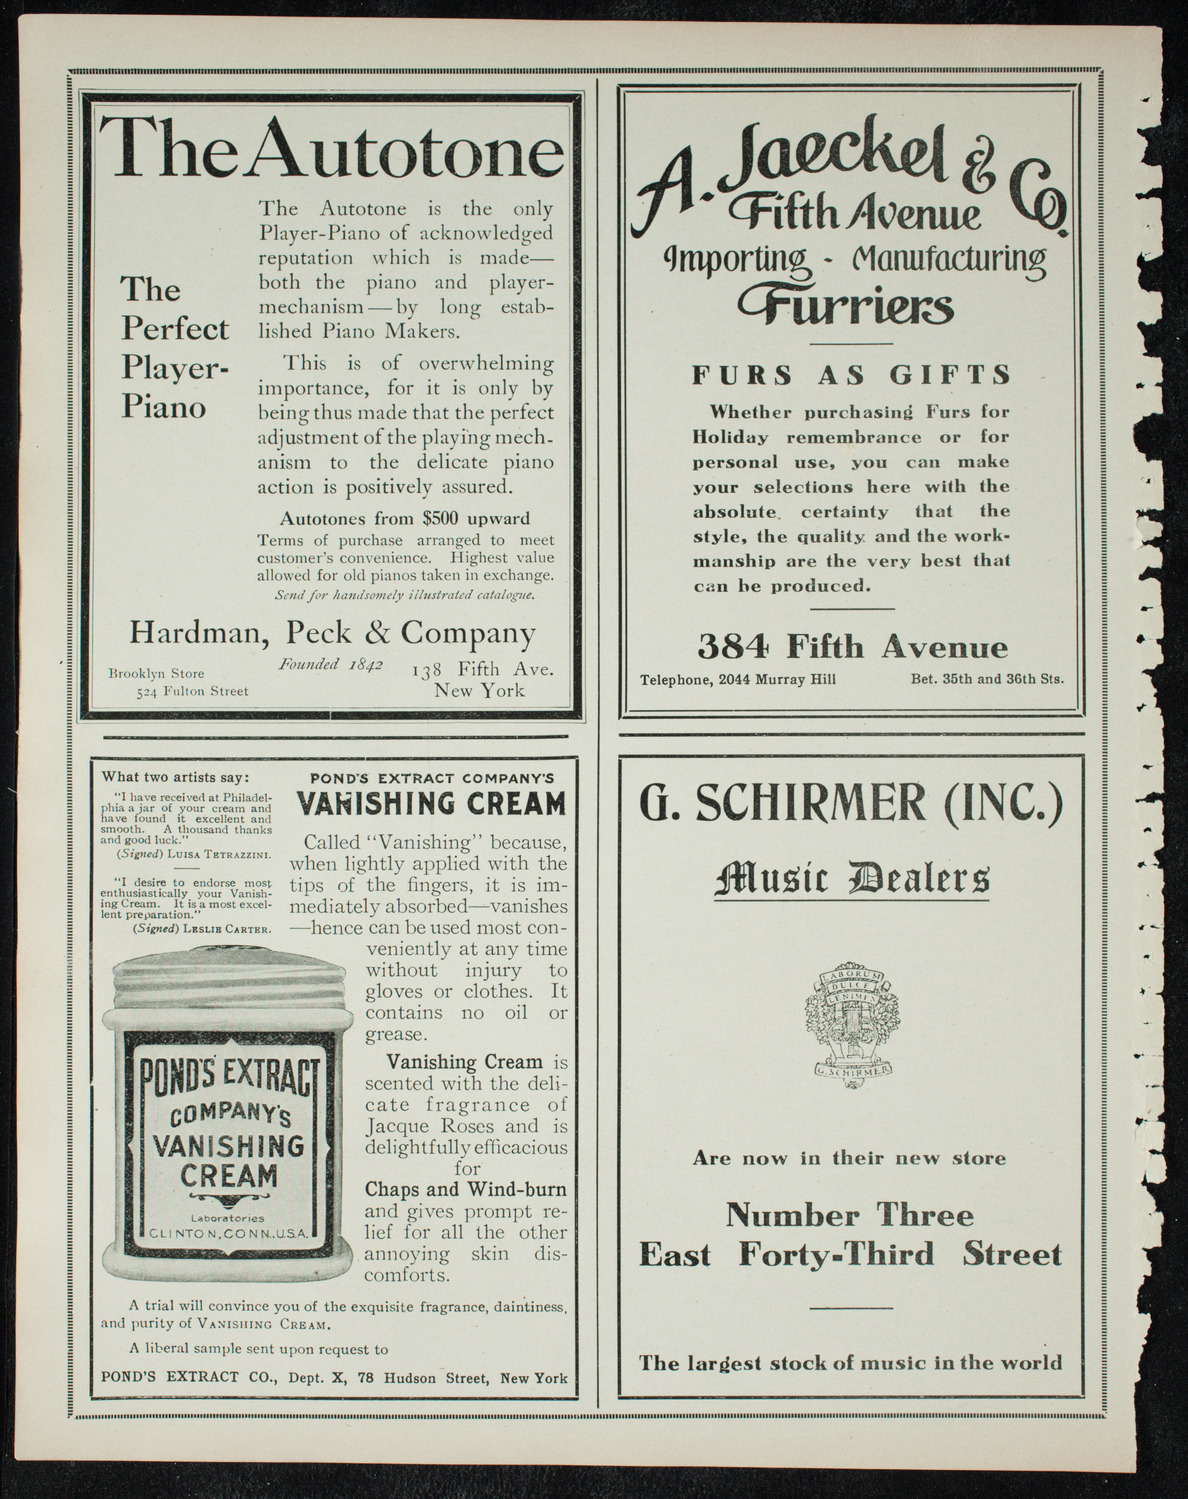 The Autotone
The
Perfect
Player-
Piano
The Autotone is the only
Player-Piano of acknowledged
reputation which is made—
both the piano and player-
mechanism—by long estab-
lished Piano Makers.
This is of overwhelming
importance, for it is only by
being thus made that the perfect
adjustment of the playing mech-
anism to the delicate piano
action is positively assured.
Autotones from $500 upward
Terms of purchase arranged to meet
customer's convenience. Highest value
allowed for old pianos taken in exchange.
Send for handsomely illustrated catalogue.
Hardman, Peck & Company
Brooklyn Store
524 Fulton Street
Founded 1842
138 Fifth Ave.
New York
A. Jaeckel & Co.
Fifth Avenue
Importing - Manufacturing
Furriers
FURS AS GIFTS
Whether purchasing Furs for
Holiday remembrance or for
personal use, you can make
your selections here with the
absolute certainty that the
style, the quality and the work-
manship are the very best that
can be produced.
384 Fifth Avenue
Telephone, 2044 Murray Hill Bet. 35th and 36th Sts.
What two artists say:
"I have received at Philadel-
phia a jar of your cream and
have found it excellent and
smooth. A thousand thanks
and good luck."
(Signed) LUISA TETRAZZINI.
"I desire to endorse most
enthusiastically your Vanish-
ing Cream. It is a most excel-
lent preparation."
(Signed) LESLIE CARTER.
POND'S EXTRACT COMPANY'S
VANISHING CREAM
Called "Vanishing" because,
when lightly applied with the
tips of the fingers, it is im-
mediately absorbed—vanishes
—hence can be used most con-
veniently at any time
without injury to
gloves or clothes. It
contains no oil or
grease.
Vanishing Cream is
scented with the deli-
cate fragrance of
Jacque Roses and is
delightfully efficacious
for
Chaps and Wind-burn
and gives prompt re-
lief for all the other
annoying skin dis-
comforts.
POND'S EXTRACT
COMPANY'S
VANISHING
CREAM
Laboratories
CLINTON, CONN., U.S.A.
A trial will convince you of the exquisite fragrance, daintiness,
and purity of VANISHING CREAM.
A liberal sample sent upon request to
POND'S EXTRACT CO., Dept. X, 78 Hudson Street, New York
G. SCHIRMER (INC.)
Music Dealers
LABORUM
DULCE
LENIMEN
G. SCHIRMER
Are now in their new store
Number Three
East Forty-Third Street
The largest stock of music in the world